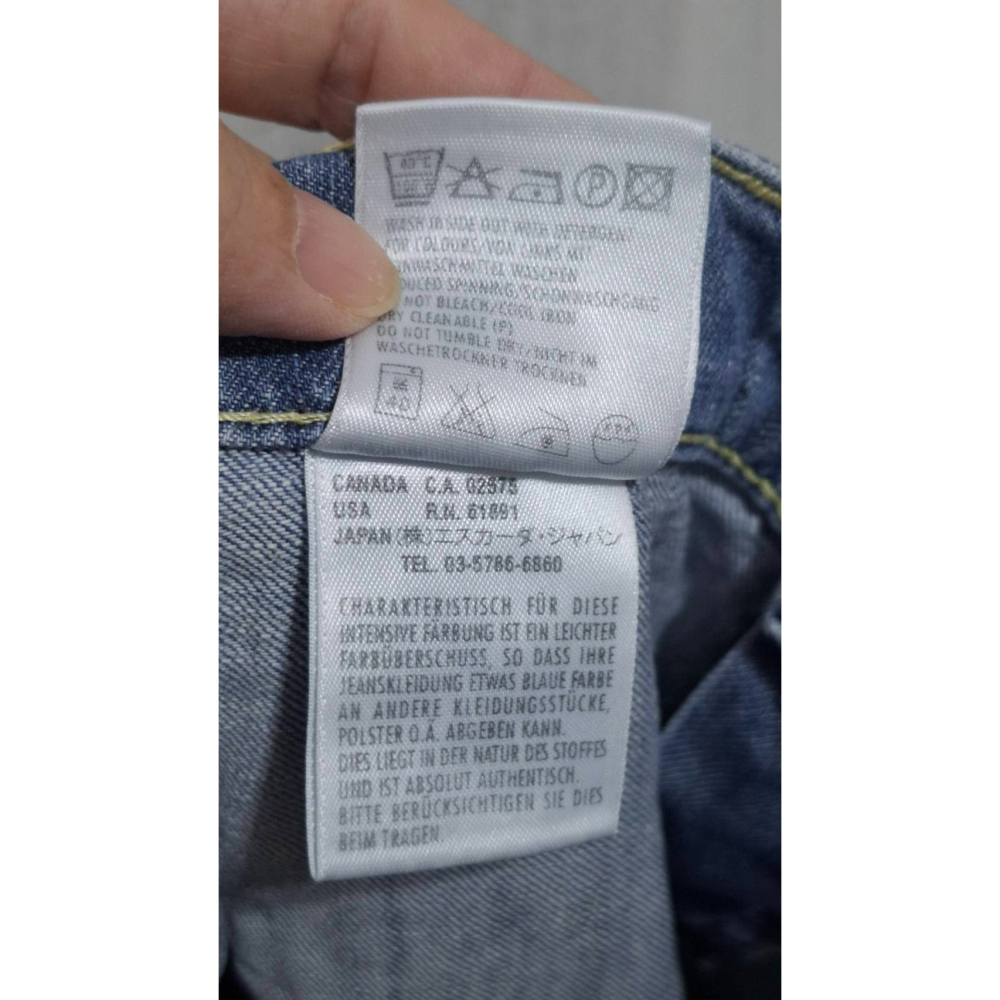 40°C
WASH INSIDE OUT WITH DETERGENT
FOR COLOURS/VON LINKS MIT
WASCHMITTEL WASCHEN
SPINNING/SCHONWASCHGANG
NOT BLEACH/COOL IRON
DRY CLEANABLE (P)
DO NOT TUMBLE DRY/NICHT IM
WASCHETROCKNER TROCKNEN
40
CANADA C.A. 02575
USA R.N. 61891
JAPAN (株)エスカーダ・ジャパン
TEL. 03-5786-6860
CHARAKTERISTISCH FÜR DIESE
INTENSIVE FÄRBUNG IST EIN LEICHTER
FARBÜBERSCHUSS, SO DASS IHRE
JEANSKLEIDUNG ETWAS BLAUE FARBE
AN ANDERE KLEIDUNGSSTÜCKE,
POLSTER O.Ä. ABGEBEN KANN.
DIES LIEGT IN DER NATUR DES STOFFES
UND IST ABSOLUT AUTHENTISCH.
BITTE BERÜCKSICHTIGEN SIE DIES
BEIM TRAGEN.